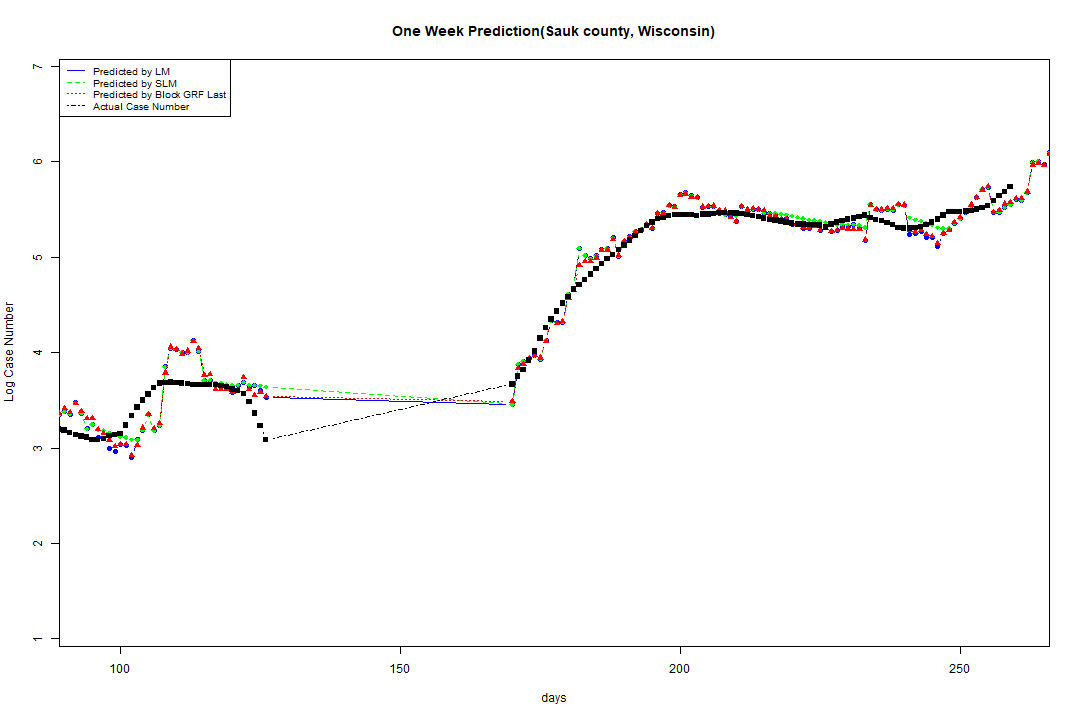 One Week Prediction(Sauk county, Wisconsin)
Predicted by LM
Predicted by SLM
Predicted by Block GRF Last
Actual Case Number
7
6
5
4
3
2
1
Log Case Number
100 150 200 250
days